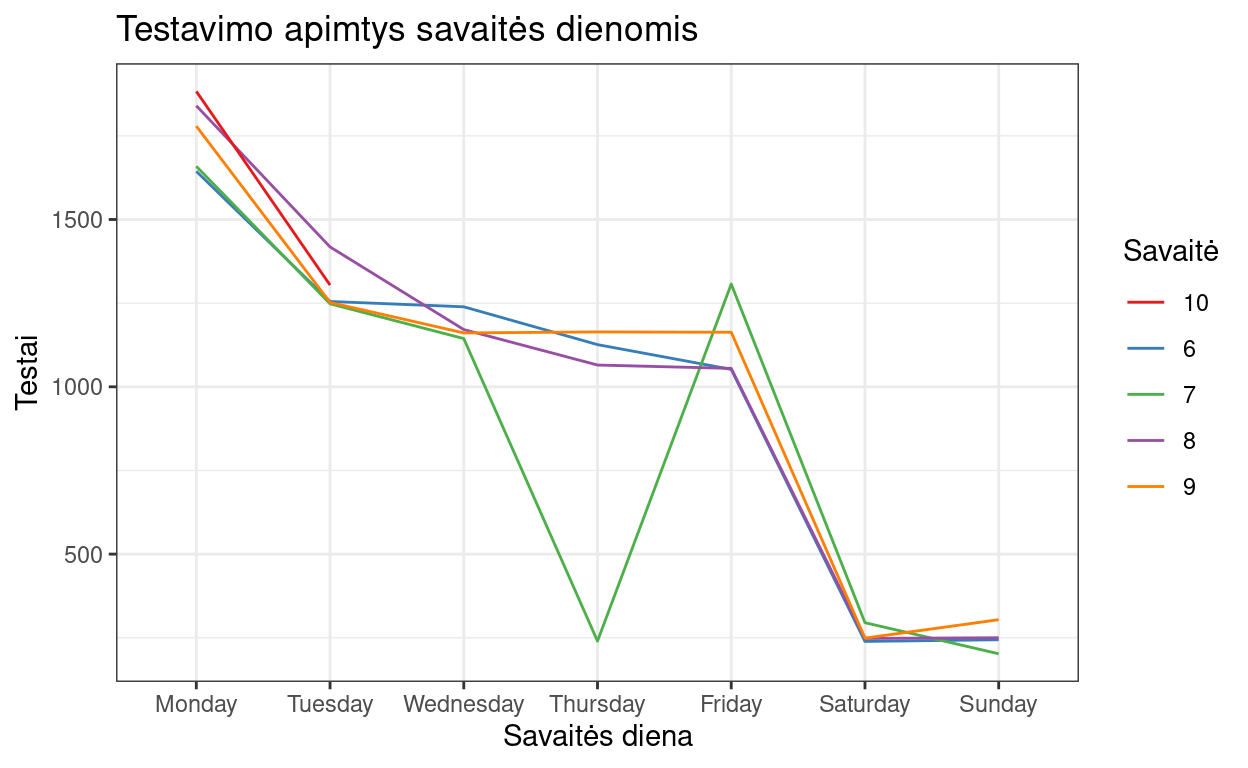 Testavimo apimtys savaitės dienomis
Testai
1500
1000
500
Monday Tuesday Wednesday Thursday Friday Saturday Sunday
Savaitės diena
Savaitė
10
6
7
8
9